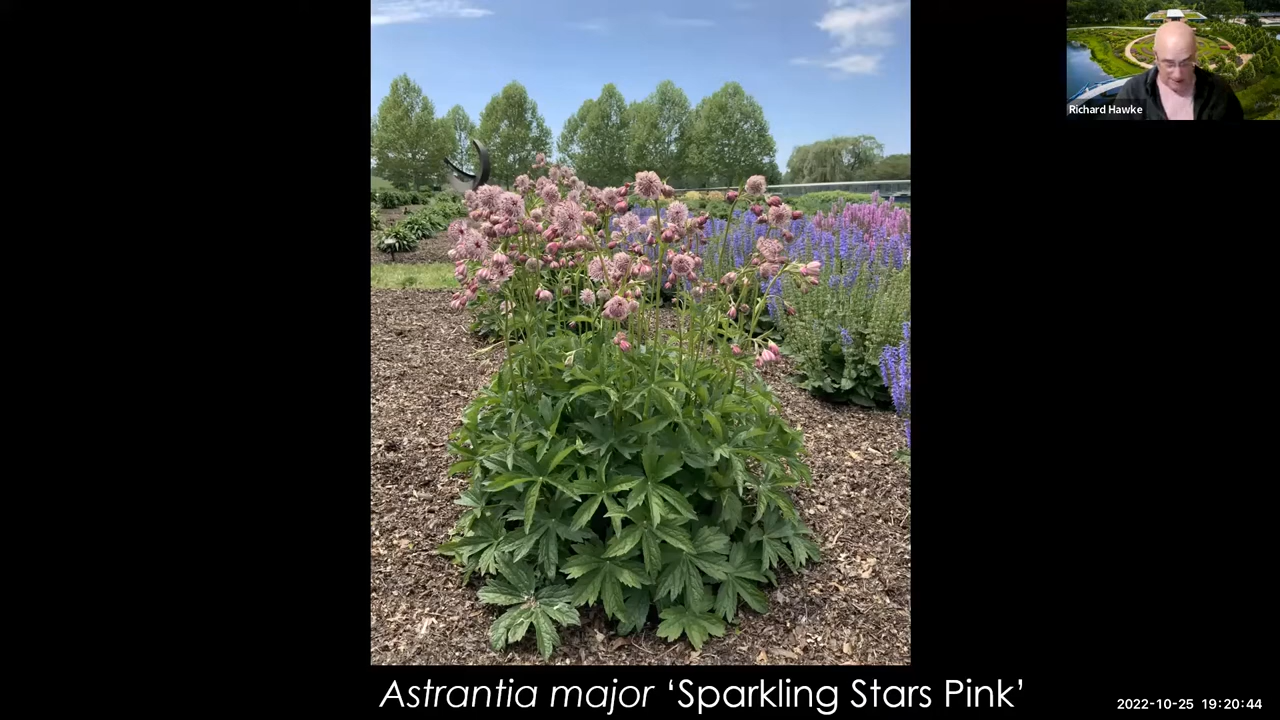 Richard Hawke
Astrantia major ‘Sparkling Stars Pink’
2022-10-25 19:20:44